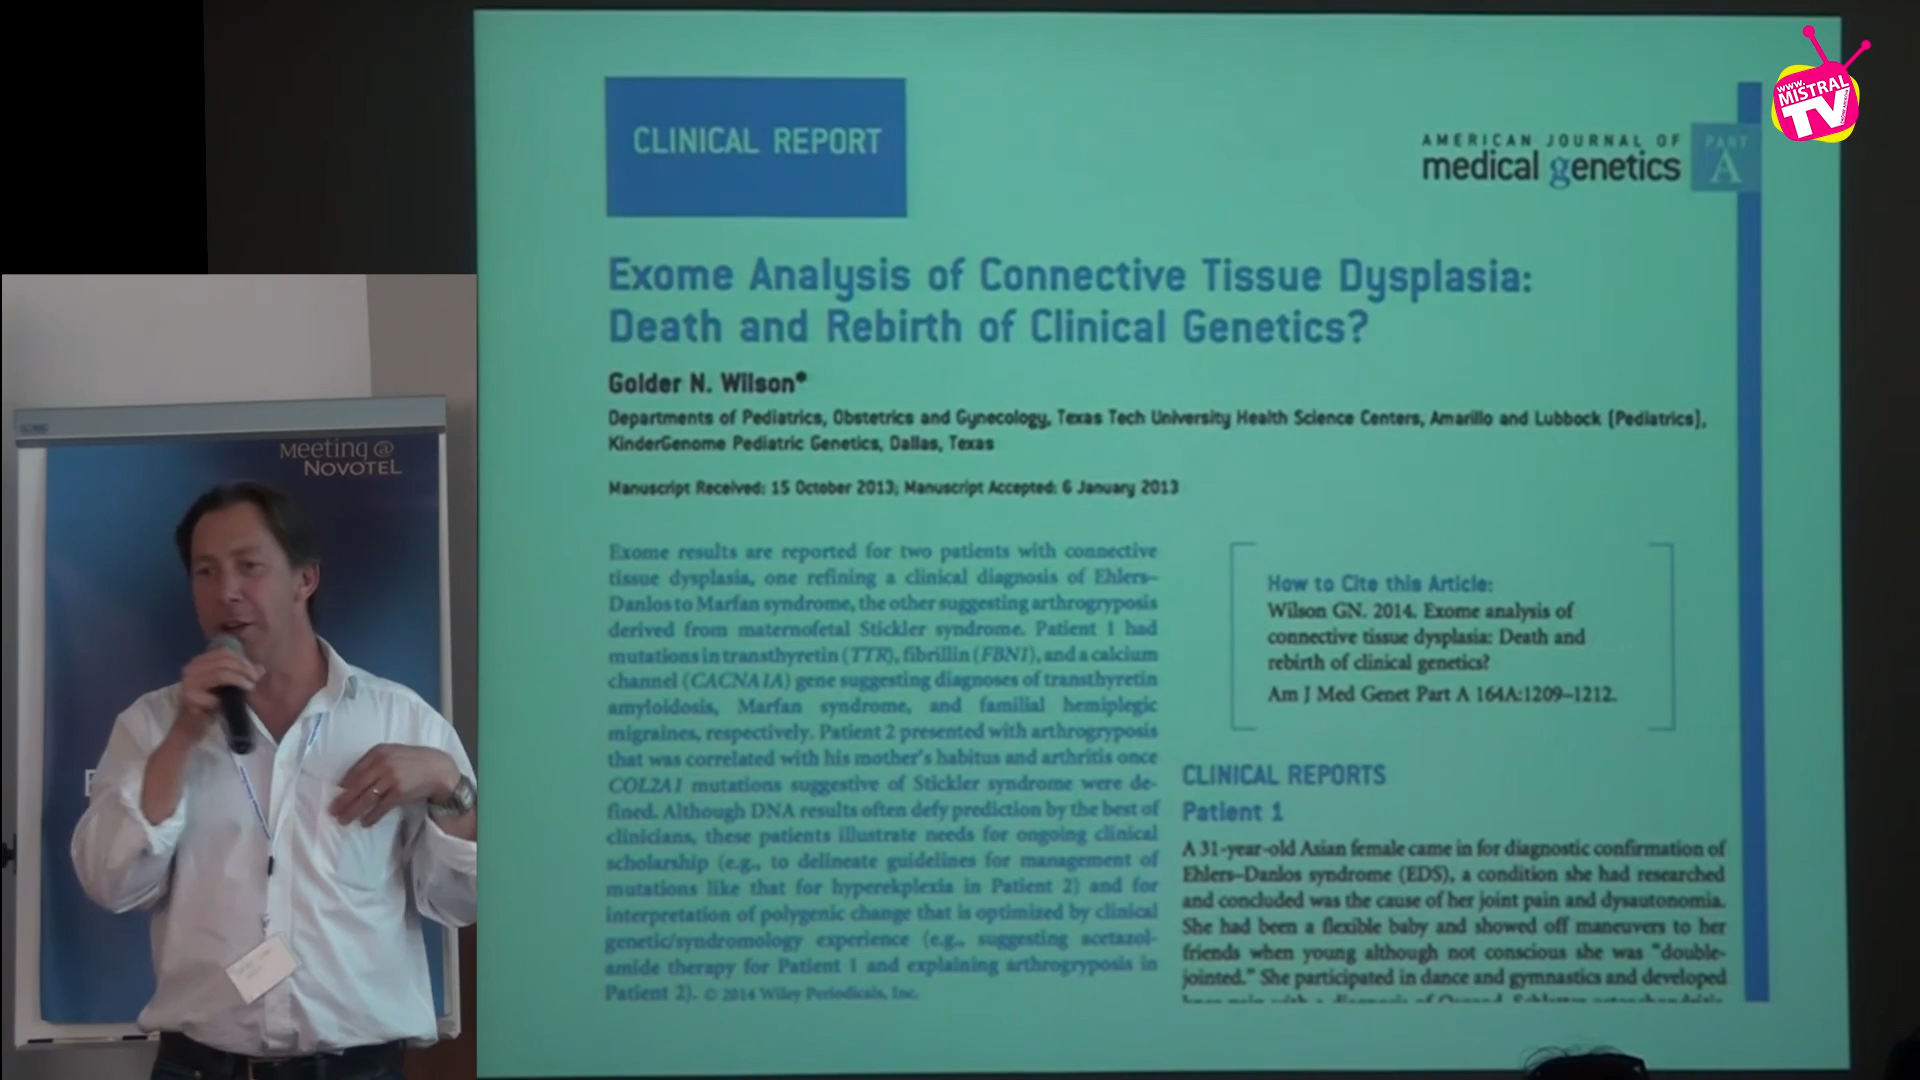 www.
MISTRAL
TV
CLINICAL REPORT
AMERICAN JOURNAL OF
medical genetics
PART
A
Exome Analysis of Connective Tissue Dysplasia:
Death and Rebirth of Clinical Genetics?
Golder N. Wilson*
Departments of Pediatrics, Obstetrics and Gynecology, Texas Tech University Health Science Centers, Amarillo and Lubbock (Pediatrics),
KinderGenome Pediatric Genetics, Dallas, Texas
Manuscript Received: 15 October 2013; Manuscript Accepted: 6 January 2013
Exome results are reported for two patients with connective
tissue dysplasia, one refining a clinical diagnosis of Ehlers–
Danlos to Marfan syndrome, the other suggesting arthrogryposis
derived from maternofetal Stickler syndrome. Patient 1 had
mutations in transthyretin (TTR), fibrillin (FBN1), and a calcium
channel (CACNA1A) gene suggesting diagnoses of transthyretin
amyloidosis, Marfan syndrome, and familial hemiplegic
migraines, respectively. Patient 2 presented with arthrogryposis
that was correlated with his mother's habitus and arthritis once
COL2A1 mutations suggestive of Stickler syndrome were de-
fined. Although DNA results often defy prediction by the best of
clinicians, these patients illustrate needs for ongoing clinical
scholarship (e.g., to delineate guidelines for management of
mutations like that for hyperekplexia in Patient 2) and for
interpretation of polygenic change that is optimized by clinical
genetic/syndromology experience (e.g., suggesting acetazol-
amide therapy for Patient 1 and explaining arthrogryposis in
Patient 2). © 2014 Wiley Periodicals, Inc.
How to Cite this Article:
Wilson GN. 2014. Exome analysis of
connective tissue dysplasia: Death and
rebirth of clinical genetics?
Am J Med Genet Part A 164A:1209–1212.
CLINICAL REPORTS
Patient 1
A 31-year-old Asian female came in for diagnostic confirmation of
Ehlers–Danlos syndrome (EDS), a condition she had researched
and concluded was the cause of her joint pain and dysautonomia.
She had been a flexible baby and showed off maneuvers to her
friends when young although not conscious she was "double-
jointed." She participated in dance and gymnastics and developed
Meeting @
NOVOTEL